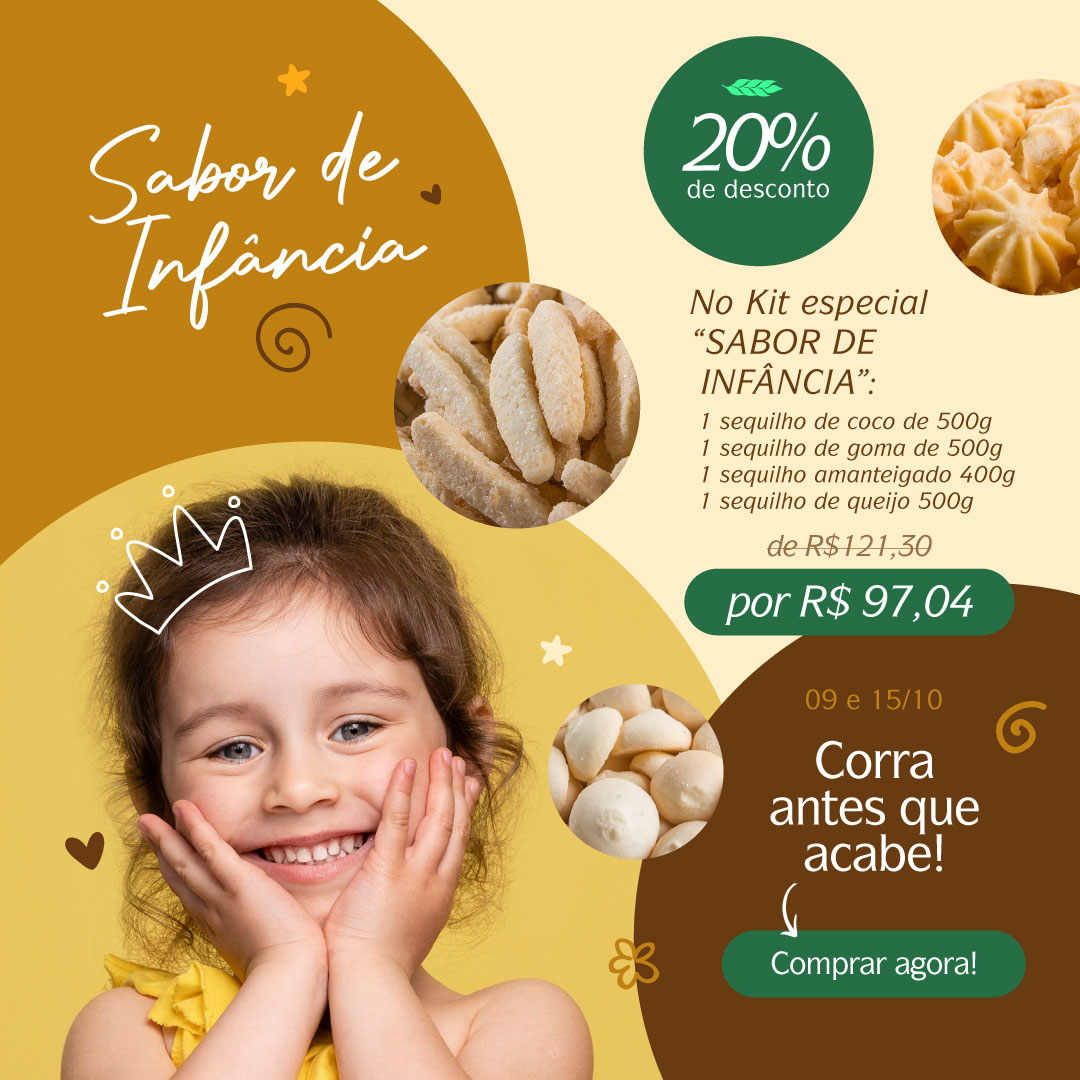 Sabor de
Infância
20%
de desconto
No Kit especial
“SABOR DE
INFÂNCIA”:
1 sequilho de coco de 500g
1 sequilho de goma de 500g
1 sequilho amanteigado 400g
1 sequilho de queijo 500g
de R$121,30
por R$ 97,04
09 e 15/10
Corra
antes que
acabe!
Comprar agora!